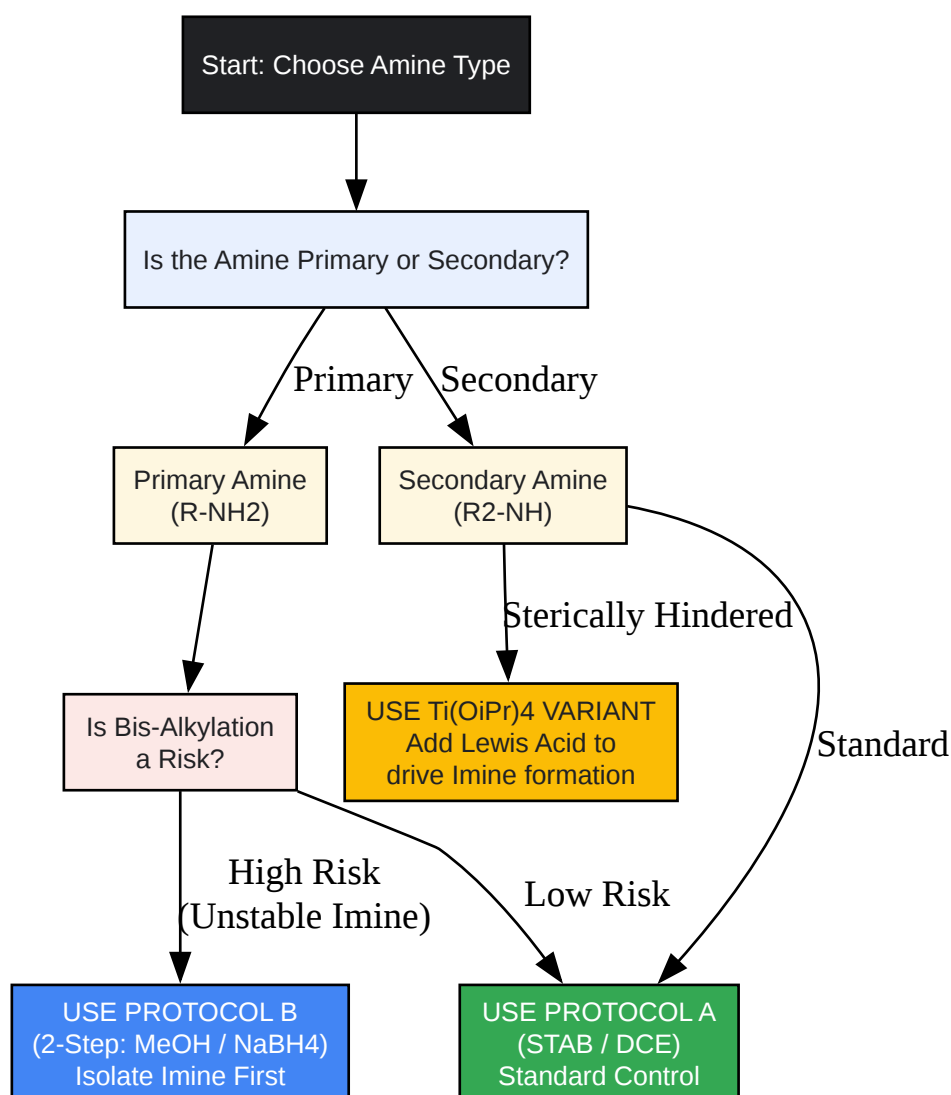 Start: Choose Amine Type
Is the Amine Primary or Secondary?
Primary
Secondary
Primary Amine
(R-NH2)
Secondary Amine
(R2-NH)
Sterically Hindered
Standard
Is Bis-Alkylation
a Risk?
USE Ti(OiPr)4 VARIANT
Add Lewis Acid to
drive Imine formation
High Risk
(Unstable Imine)
Low Risk
USE PROTOCOL B
(2-Step: MeOH / NaBH4)
Isolate Imine First
USE PROTOCOL A
(STAB / DCE)
Standard Control